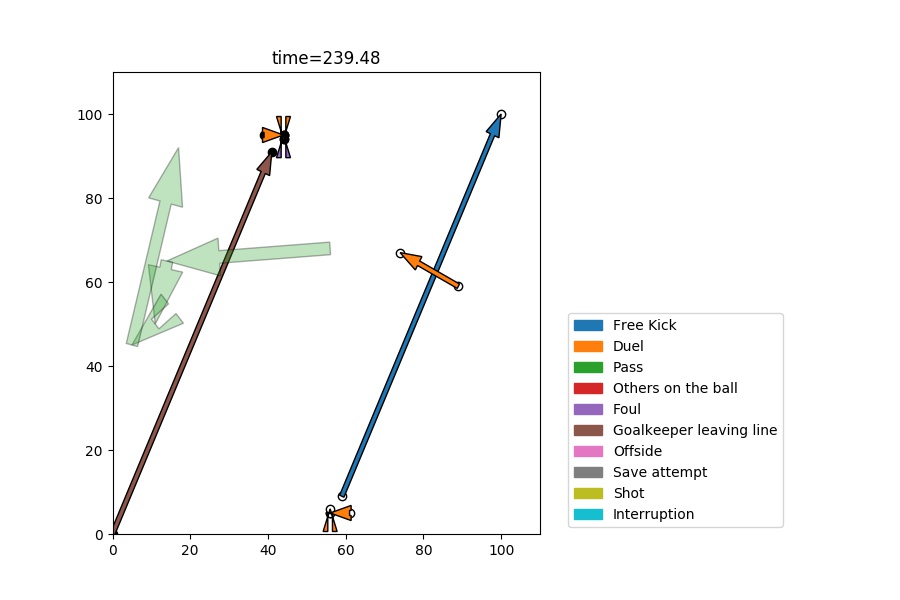 time=239.48
100
80
60
40
20
0
0 20 40 60 80 100
Free Kick
Duel
Pass
Others on the ball
Foul
Goalkeeper leaving line
Offside
Save attempt
Shot
Interruption